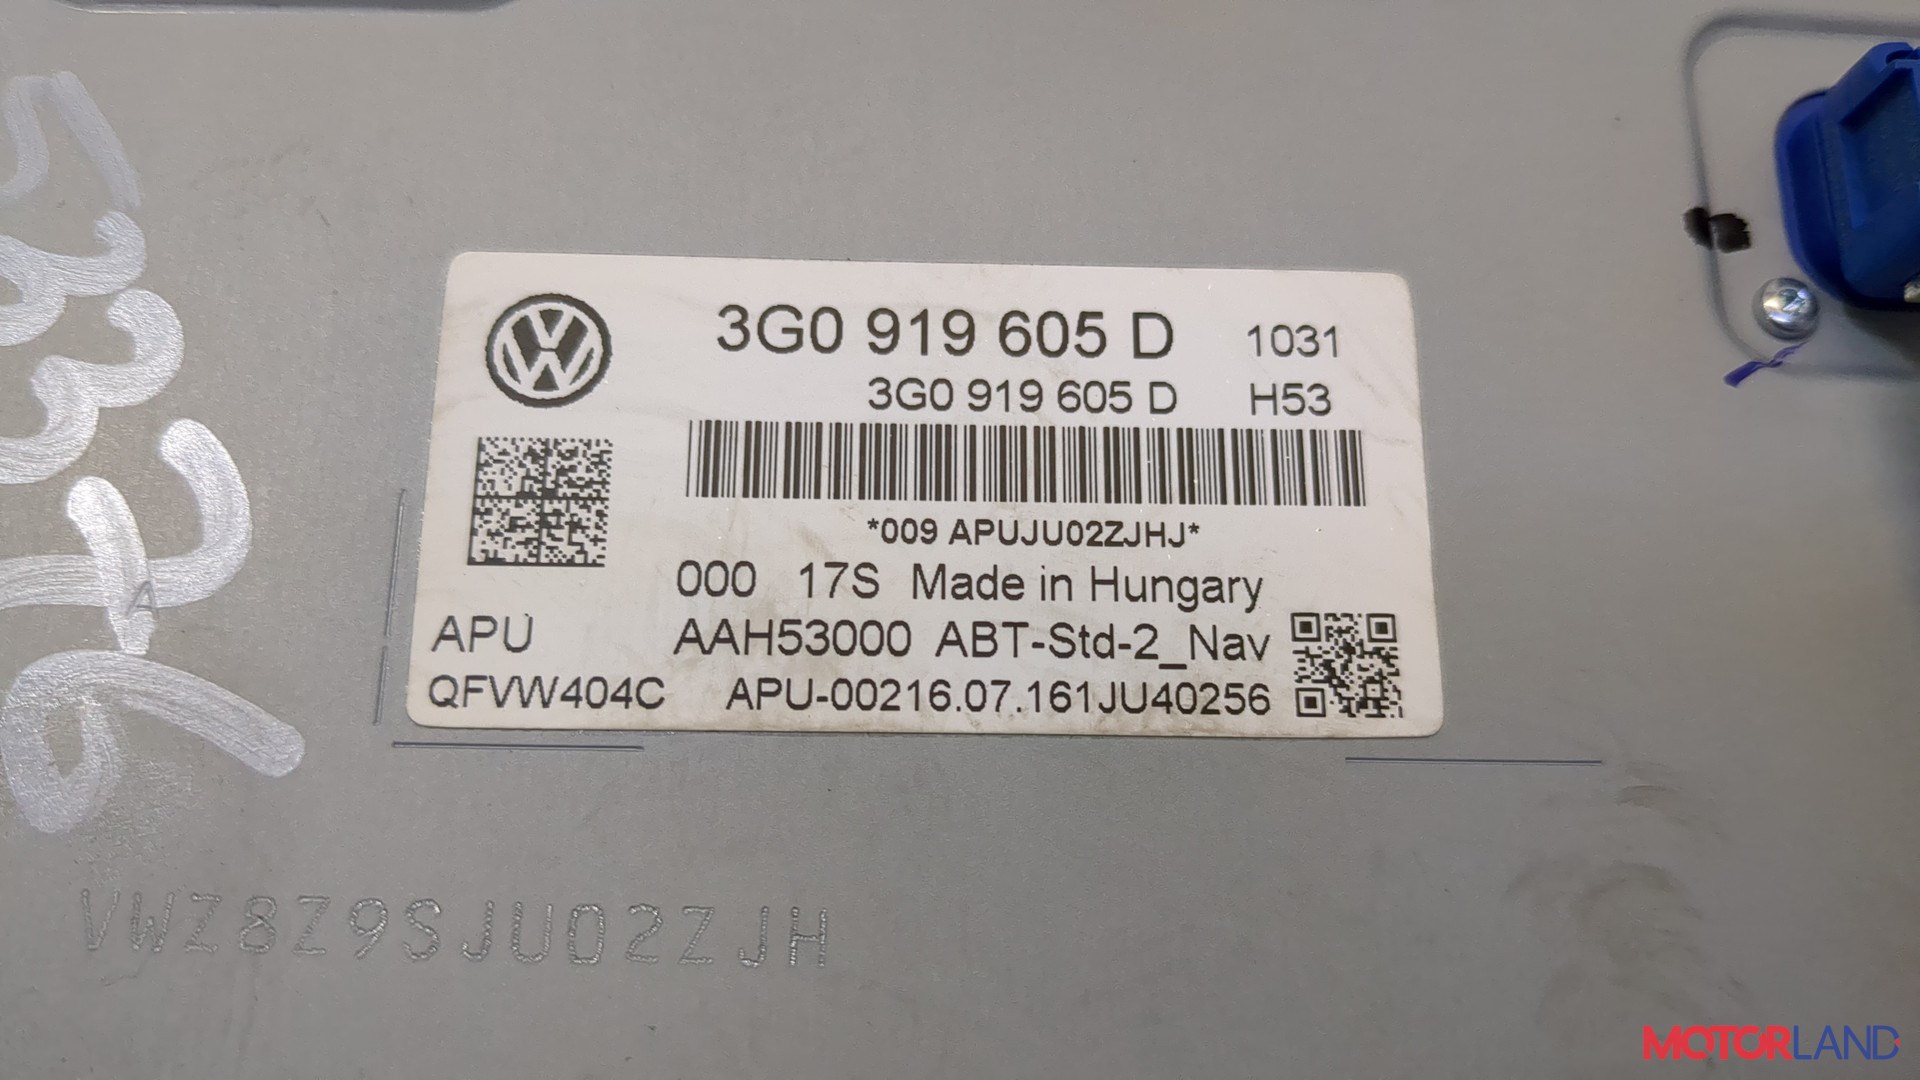 3G0 919 605 D 1031
3G0 919 605 D H53
*009 APUJU02ZJHJ*
000 17S Made in Hungary
APU AAH53000 ABT-Std-2_Nav
QFVW404C APU-00216.07.161JU40256
A
VWZ8Z9SJU02ZJH
MOTORLAND